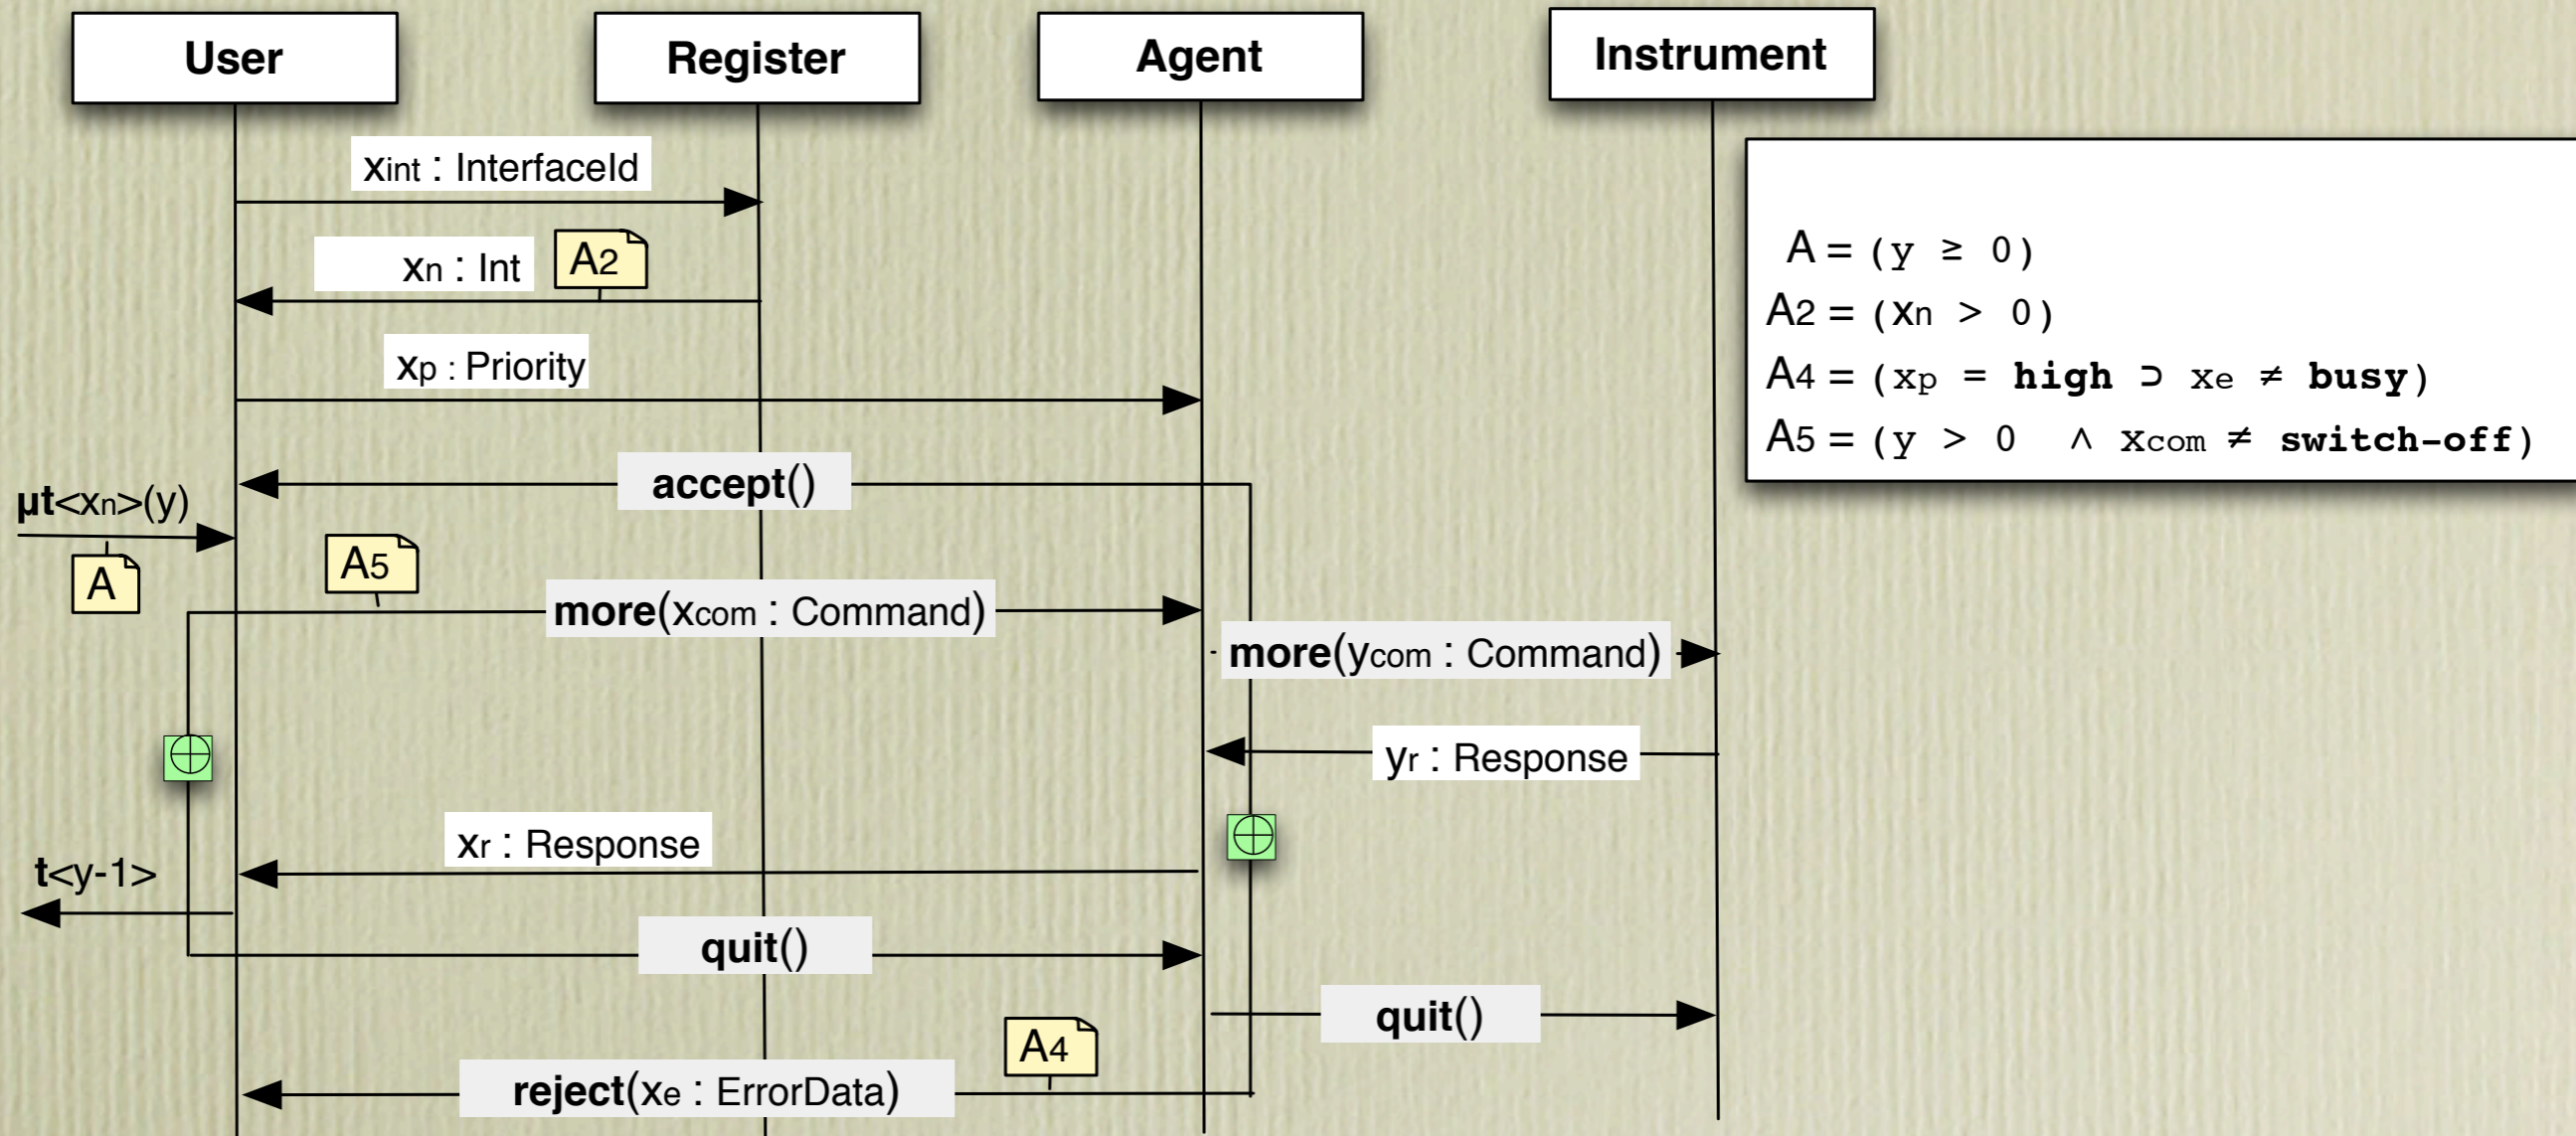 User
Register
Agent
Instrument
xint : InterfaceId
xn : Int
A2
xp : Priority
accept()
µt<xn>(y)
A
A5
more(xcom : Command)
more(ycom : Command)
yr : Response
xr : Response
t<y-1>
quit()
quit()
A4
reject(xe : ErrorData)
A = (y ≥ 0)
A2 = (xn > 0)
A4 = (xp = high ⊃ xe ≠ busy)
A5 = (y > 0 ∧ xcom ≠ switch-off)